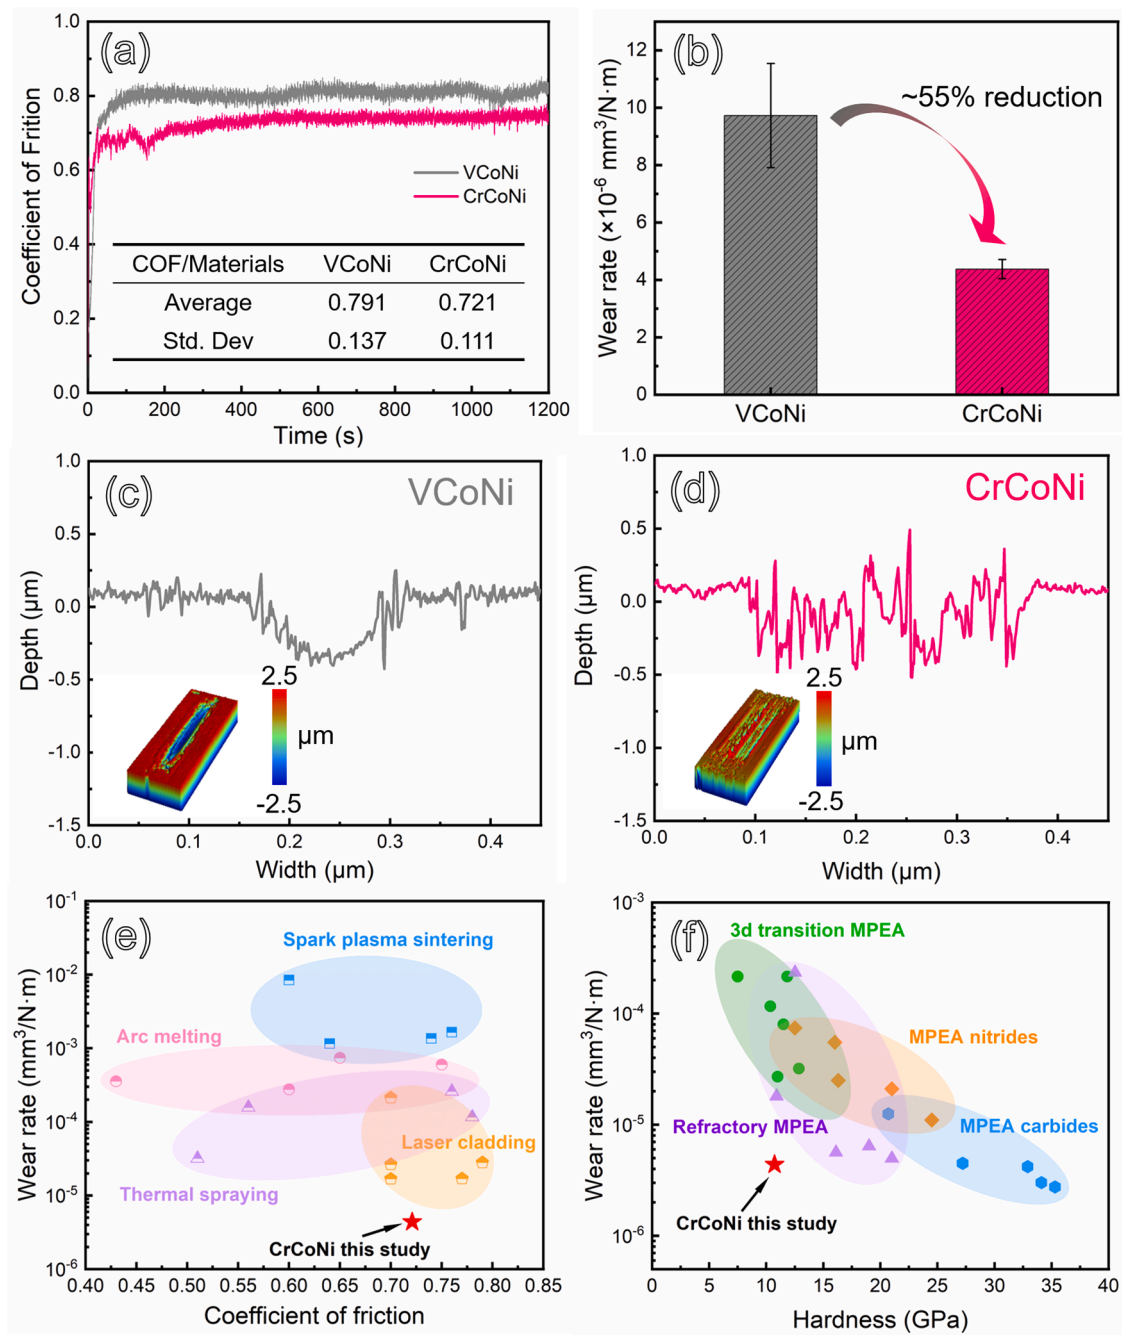 (a)
Coefficient of Frition
1.0
0.8
0.6
0.4
0.2
0.0
VCoNi
CrCoNi
COF/Materials VCoNi CrCoNi
Average 0.791 0.721
Std. Dev 0.137 0.111
0 200 400 600 800 1000 1200
Time (s)
(b)
Wear rate (×10⁻⁶ mm³/N·m)
12
10
8
6
4
2
0
~55% reduction
VCoNi CrCoNi
(c)
VCoNi
Depth (μm)
1.0
0.5
0.0
-0.5
-1.0
-1.5
2.5
μm
-2.5
0.0 0.1 0.2 0.3 0.4
Width (μm)
(d)
CrCoNi
Depth (μm)
1.0
0.5
0.0
-0.5
-1.0
-1.5
2.5
μm
-2.5
0.0 0.1 0.2 0.3 0.4
Width (μm)
(e)
Wear rate (mm³/N·m)
10⁻¹
10⁻²
10⁻³
10⁻⁴
10⁻⁵
10⁻⁶
Spark plasma sintering
Arc melting
Laser cladding
Thermal spraying
CrCoNi this study
0.40 0.45 0.50 0.55 0.60 0.65 0.70 0.75 0.80 0.85
Coefficient of friction
(f)
Wear rate (mm³/N·m)
10⁻³
10⁻⁴
10⁻⁵
10⁻⁶
3d transition MPEA
MPEA nitrides
Refractory MPEA
MPEA carbides
CrCoNi this study
0 5 10 15 20 25 30 35 40
Hardness (GPa)